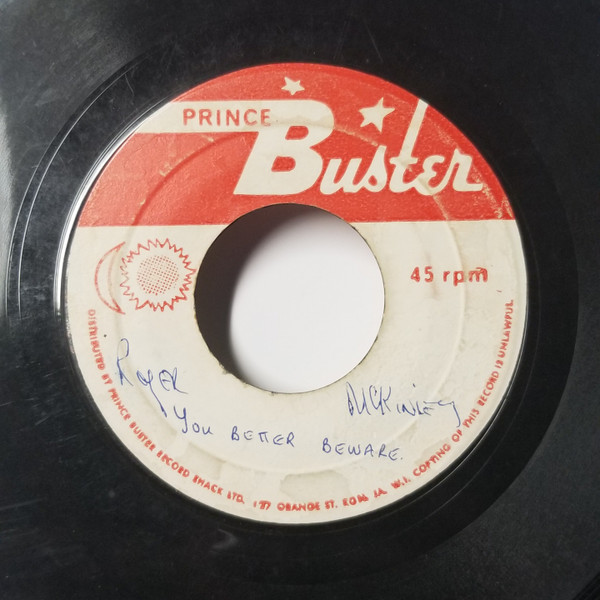 PRINCE
Buster
45 rpm
Royer McKinley
You BETTER BEWARE.
DISTRIBUTED BY PRINCE BUSTER RECORD SHACK LTD. 127 ORANGE ST. KGN. JA. W.I. COPYING OF THIS RECORD IS UNLAWFUL.